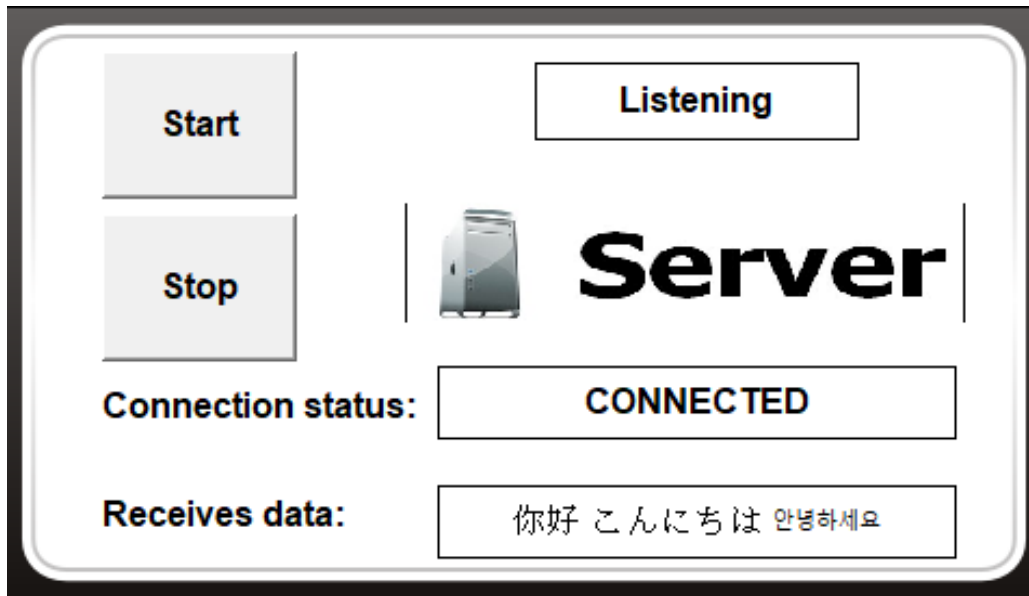 Start
Listening
Stop
Server
Connection status: CONNECTED
Receives data: 你好 こんにちは 안녕하세요